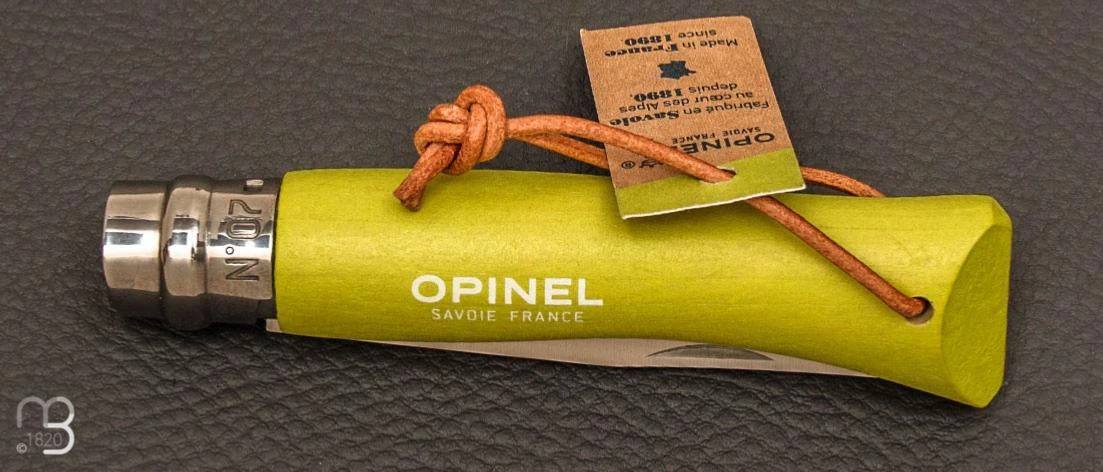 OPINEL
SAVOIE FRANCE
N°07
OPINEL
SAVOIE FRANCE
®
Fabriqué en Savoie
au cœur des Alpes
depuis 1890.
Made in France
since 1890.
©1820